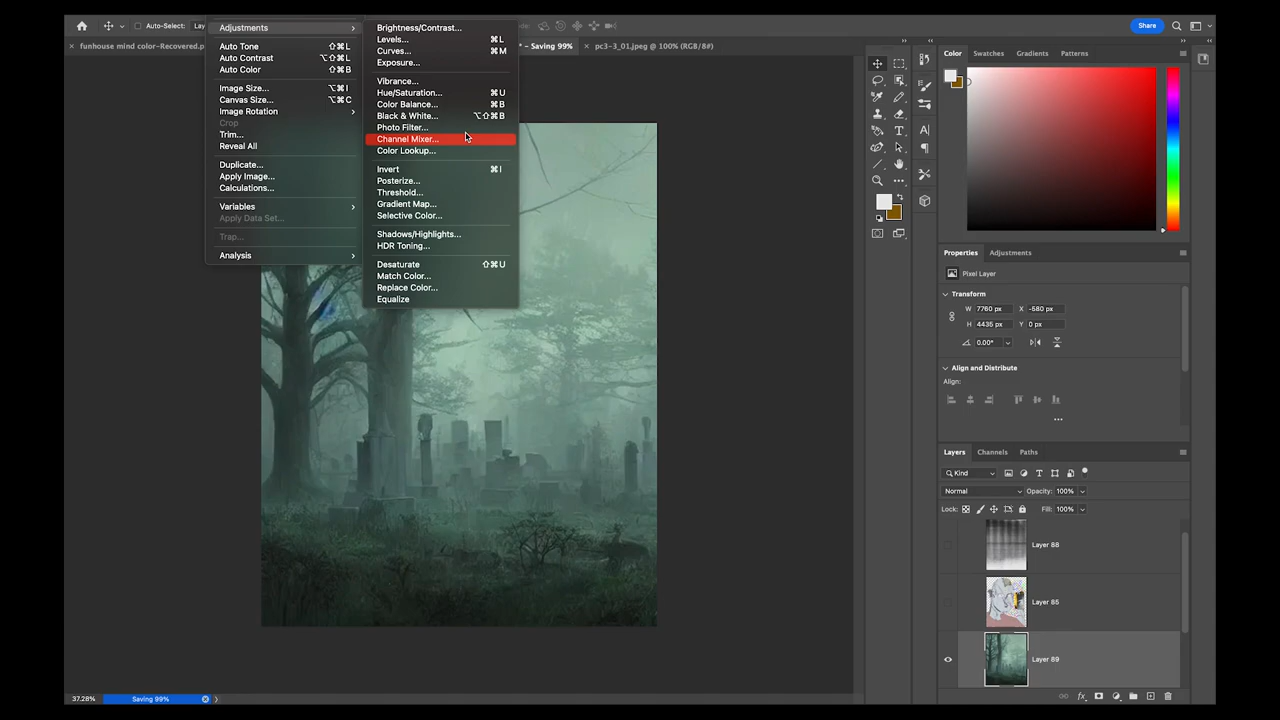 Auto-Select:
Share
funhouse mind color-Recovered.p
- Saving 99%
pc3-3_01.jpeg @ 100% (RGB/8#)
Adjustments
Auto Tone ⇧⌘L
Auto Contrast ⌥⇧⌘L
Auto Color ⇧⌘B
Image Size... ⌥⌘I
Canvas Size... ⌥⌘C
Image Rotation
Crop
Trim...
Reveal All
Duplicate...
Apply Image...
Calculations...
Variables
Apply Data Set...
Trap...
Analysis
Brightness/Contrast...
Levels... ⌘L
Curves... ⌘M
Exposure...
Vibrance...
Hue/Saturation... ⌘U
Color Balance... ⌘B
Black & White... ⌥⇧⌘B
Photo Filter...
Channel Mixer...
Color Lookup...
Invert ⌘I
Posterize...
Threshold...
Gradient Map...
Selective Color...
Shadows/Highlights...
HDR Toning...
Desaturate ⇧⌘U
Match Color...
Replace Color...
Equalize
Color Swatches Gradients Patterns
Properties Adjustments
Pixel Layer
Transform
W 7760 px X -580 px
H 4435 px Y 0 px
0.00°
Align and Distribute
Align:
Layers Channels Paths
Kind
Normal Opacity: 100%
Lock: Fill: 100%
Layer 88
Layer 85
Layer 89
37.28% Saving 99%